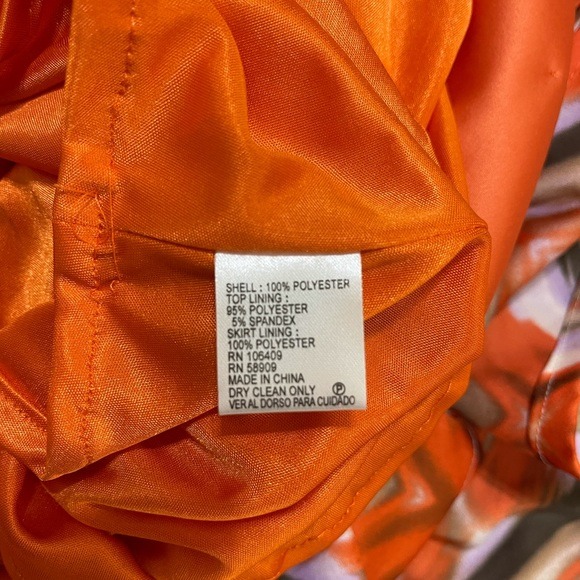 SHELL : 100% POLYESTER
TOP LINING :
95% POLYESTER
5% SPANDEX
SKIRT LINING :
100% POLYESTER
RN 106409
RN 58909
MADE IN CHINA
DRY CLEAN ONLY Ⓟ
VER AL DORSO PARA CUIDADO